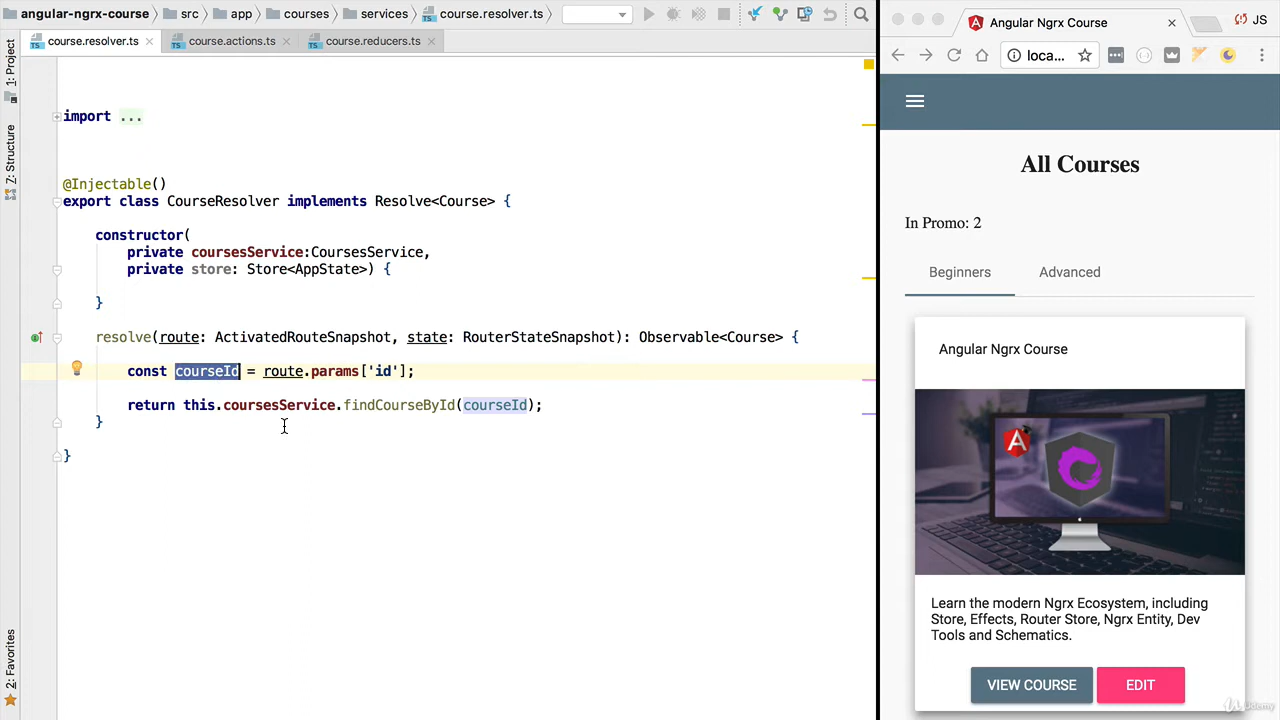 angular-ngrx-course src app courses services course.resolver.ts
course.resolver.ts course.actions.ts course.reducers.ts
1: Project
Z: Structure
2: Favorites
import ...
@Injectable()
export class CourseResolver implements Resolve<Course> {
constructor(
private coursesService:CoursesService,
private store: Store<AppState>) {
}
resolve(route: ActivatedRouteSnapshot, state: RouterStateSnapshot): Observable<Course> {
const courseId = route.params['id'];
return this.coursesService.findCourseById(courseId);
}
}
Angular Ngrx Course
JS
loca...
All Courses
In Promo: 2
Beginners Advanced
Angular Ngrx Course
Learn the modern Ngrx Ecosystem, including
Store, Effects, Router Store, Ngrx Entity, Dev
Tools and Schematics.
VIEW COURSE EDIT
Udemy